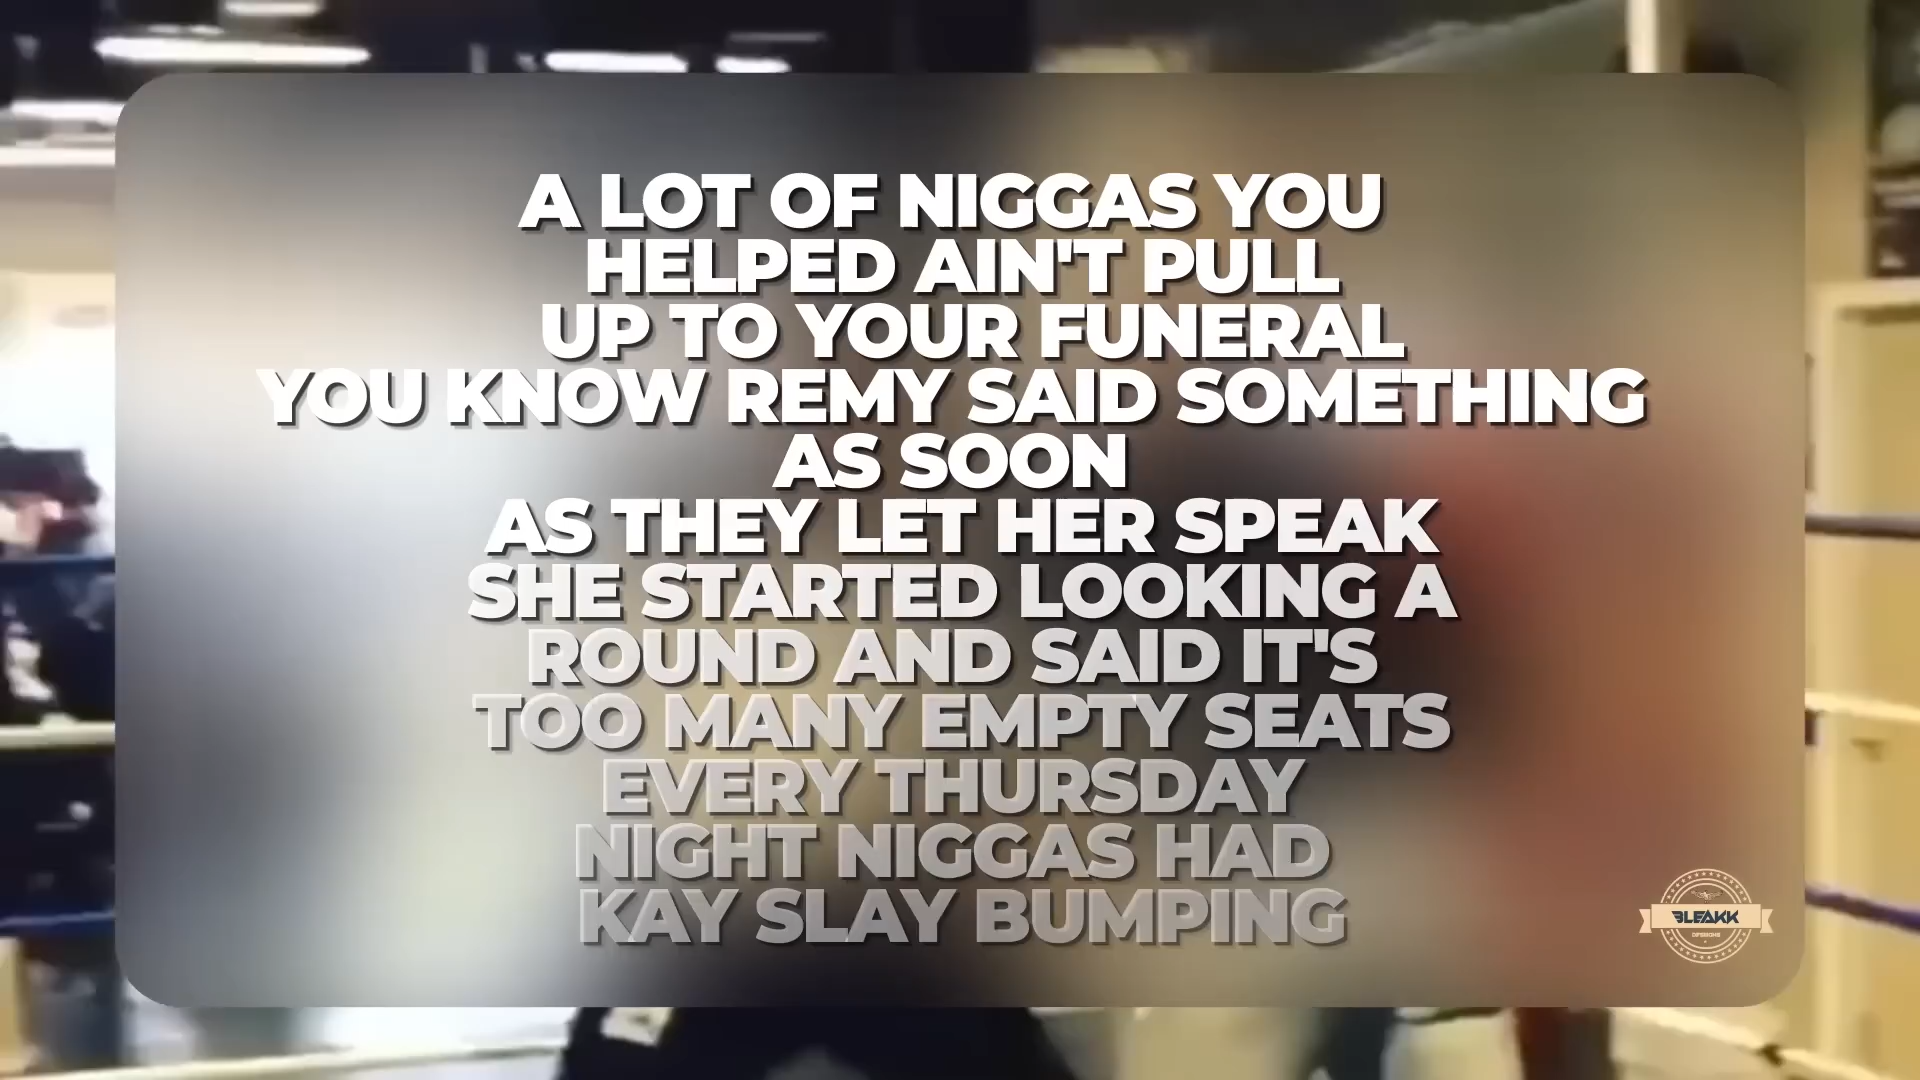 A LOT OF NIGGAS YOU
HELPED AIN'T PULL
UP TO YOUR FUNERAL
YOU KNOW REMY SAID SOMETHING
AS SOON
AS THEY LET HER SPEAK
SHE STARTED LOOKING A
ROUND AND SAID IT'S
TOO MANY EMPTY SEATS
EVERY THURSDAY
NIGHT NIGGAS HAD
KAY SLAY BUMPING
BLEAKK